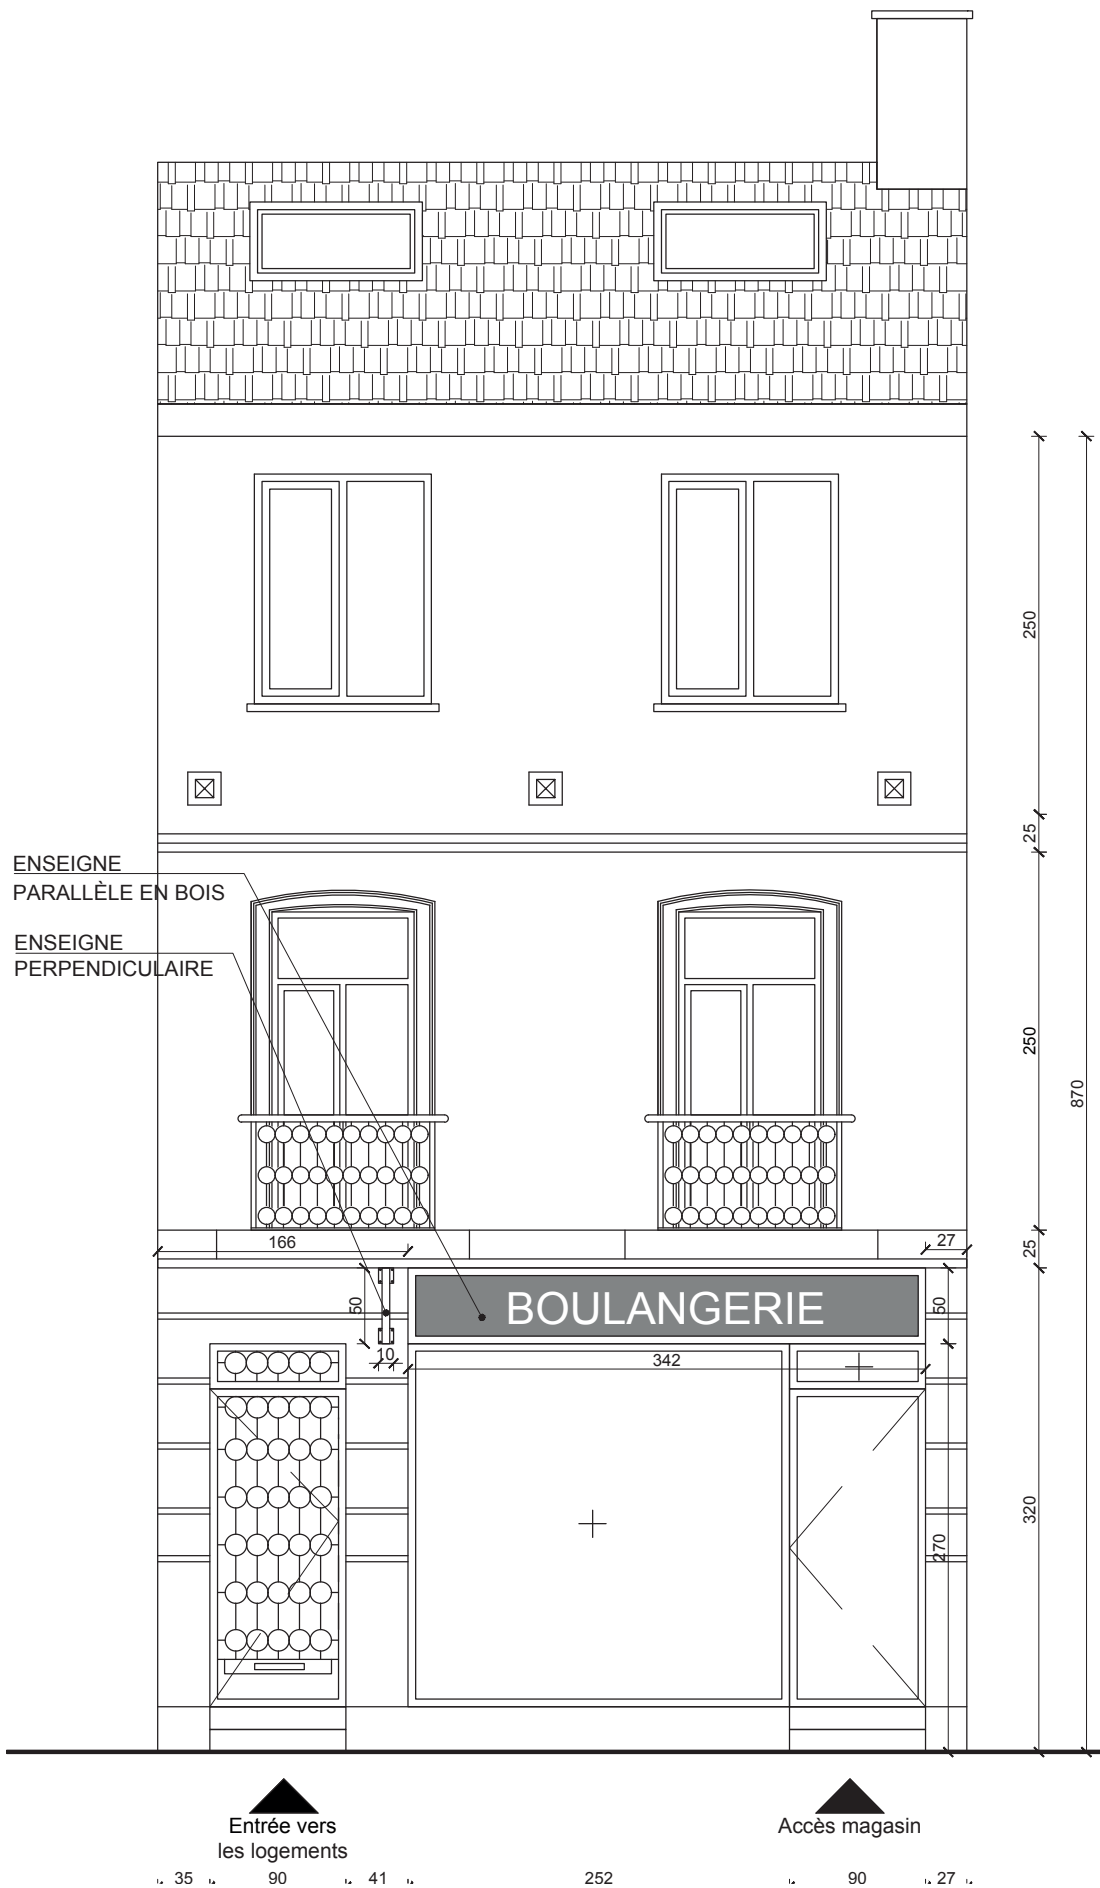 250
25
ENSEIGNE
PARALLÈLE EN BOIS
ENSEIGNE
PERPENDICULAIRE
250
870
166
27
25
50
BOULANGERIE
50
10
342
320
270
Entrée vers
les logements
Accès magasin
35 90 41 252 90 27